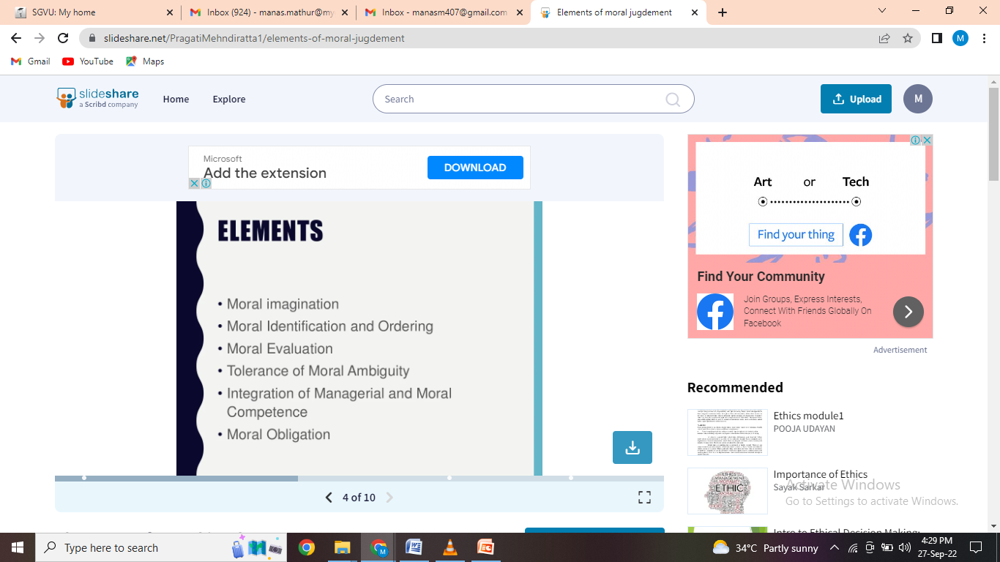 SGVU: My home
Inbox (924) - manas.mathur@my
Inbox - manasm407@gmail.com
Elements of moral jugdement
slideshare.net/PragatiMehndiratta1/elements-of-moral-jugdement
M
Gmail
YouTube
Maps
slideshare
a Scribd company
Home
Explore
Search
Upload
M
Microsoft
Add the extension
DOWNLOAD
ELEMENTS
• Moral imagination
• Moral Identification and Ordering
• Moral Evaluation
• Tolerance of Moral Ambiguity
• Integration of Managerial and Moral
Competence
• Moral Obligation
4 of 10
Art or Tech
Find your thing
Find Your Community
Join Groups, Express Interests,
Connect With Friends Globally On
Facebook
Advertisement
Recommended
Ethics module1
POOJA UDAYAN
ETHIC
Importance of Ethics
Sayak Sarkar
Intro to Ethical Decision Making:
Activate Windows
Go to Settings to activate Windows.
Type here to search
34°C Partly sunny
4:29 PM
27-Sep-22